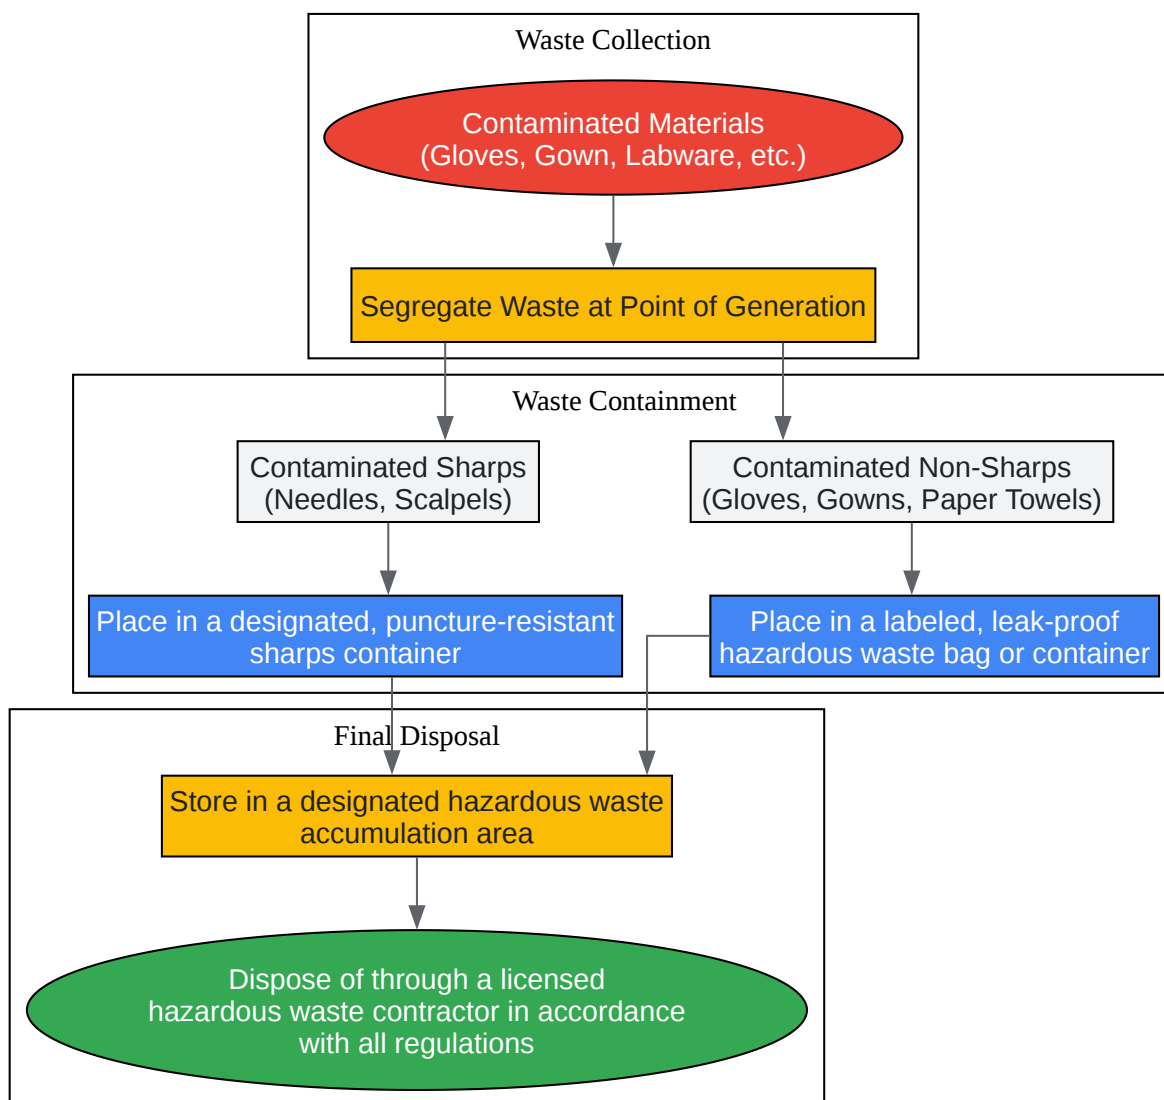 Waste Collection
Contaminated Materials
(Gloves, Gown, Labware, etc.)
Segregate Waste at Point of Generation
Waste Containment
Contaminated Sharps
(Needles, Scalpels)
Contaminated Non-Sharps
(Gloves, Gowns, Paper Towels)
Place in a designated, puncture-resistant
sharps container
Place in a labeled, leak-proof
hazardous waste bag or container
Final Disposal
Store in a designated hazardous waste
accumulation area
Dispose of through a licensed
hazardous waste contractor in accordance
with all regulations